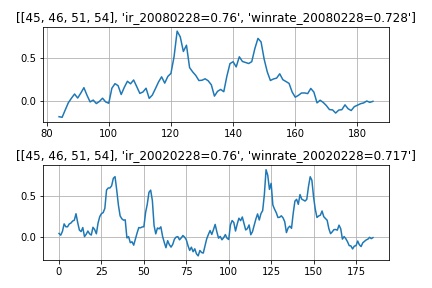 [[45, 46, 51, 54], 'ir_20080228=0.76', 'winrate_20080228=0.728']
0.5
0.0
80 100 120 140 160 180
[[45, 46, 51, 54], 'ir_20020228=0.76', 'winrate_20020228=0.717']
0.5
0.0
0 25 50 75 100 125 150 175